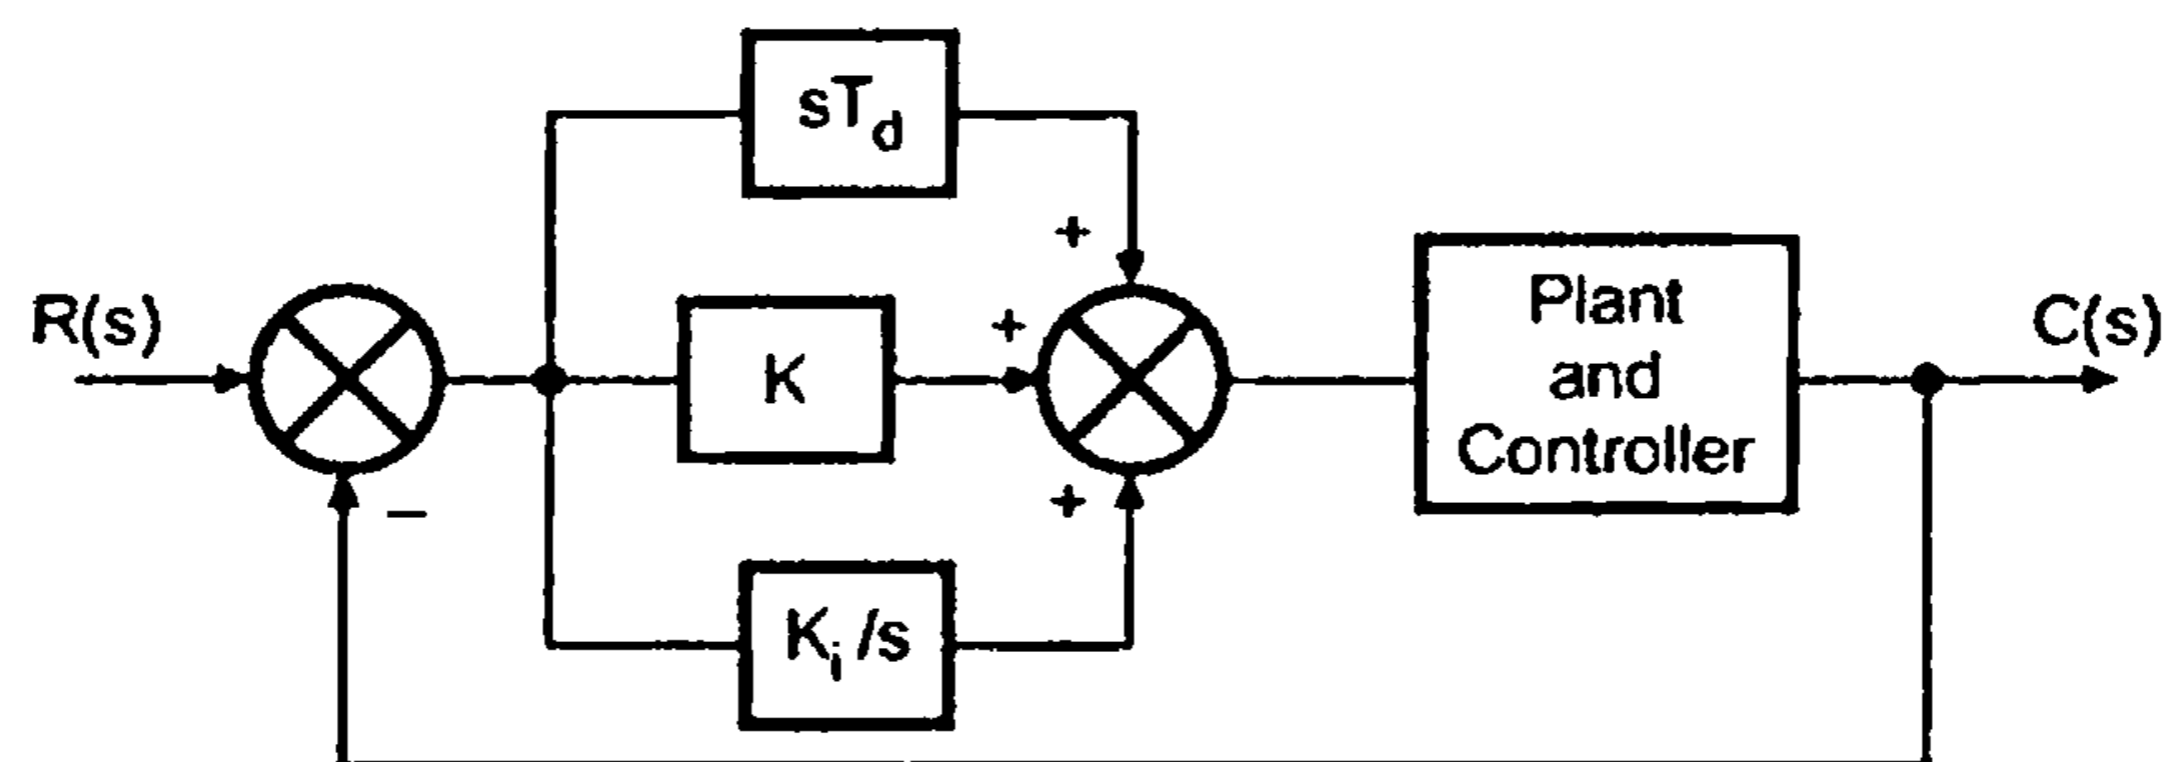 sT_d
+
R(s)
+
K
Plant
and
Controller
C(s)
−
+
K_i /s